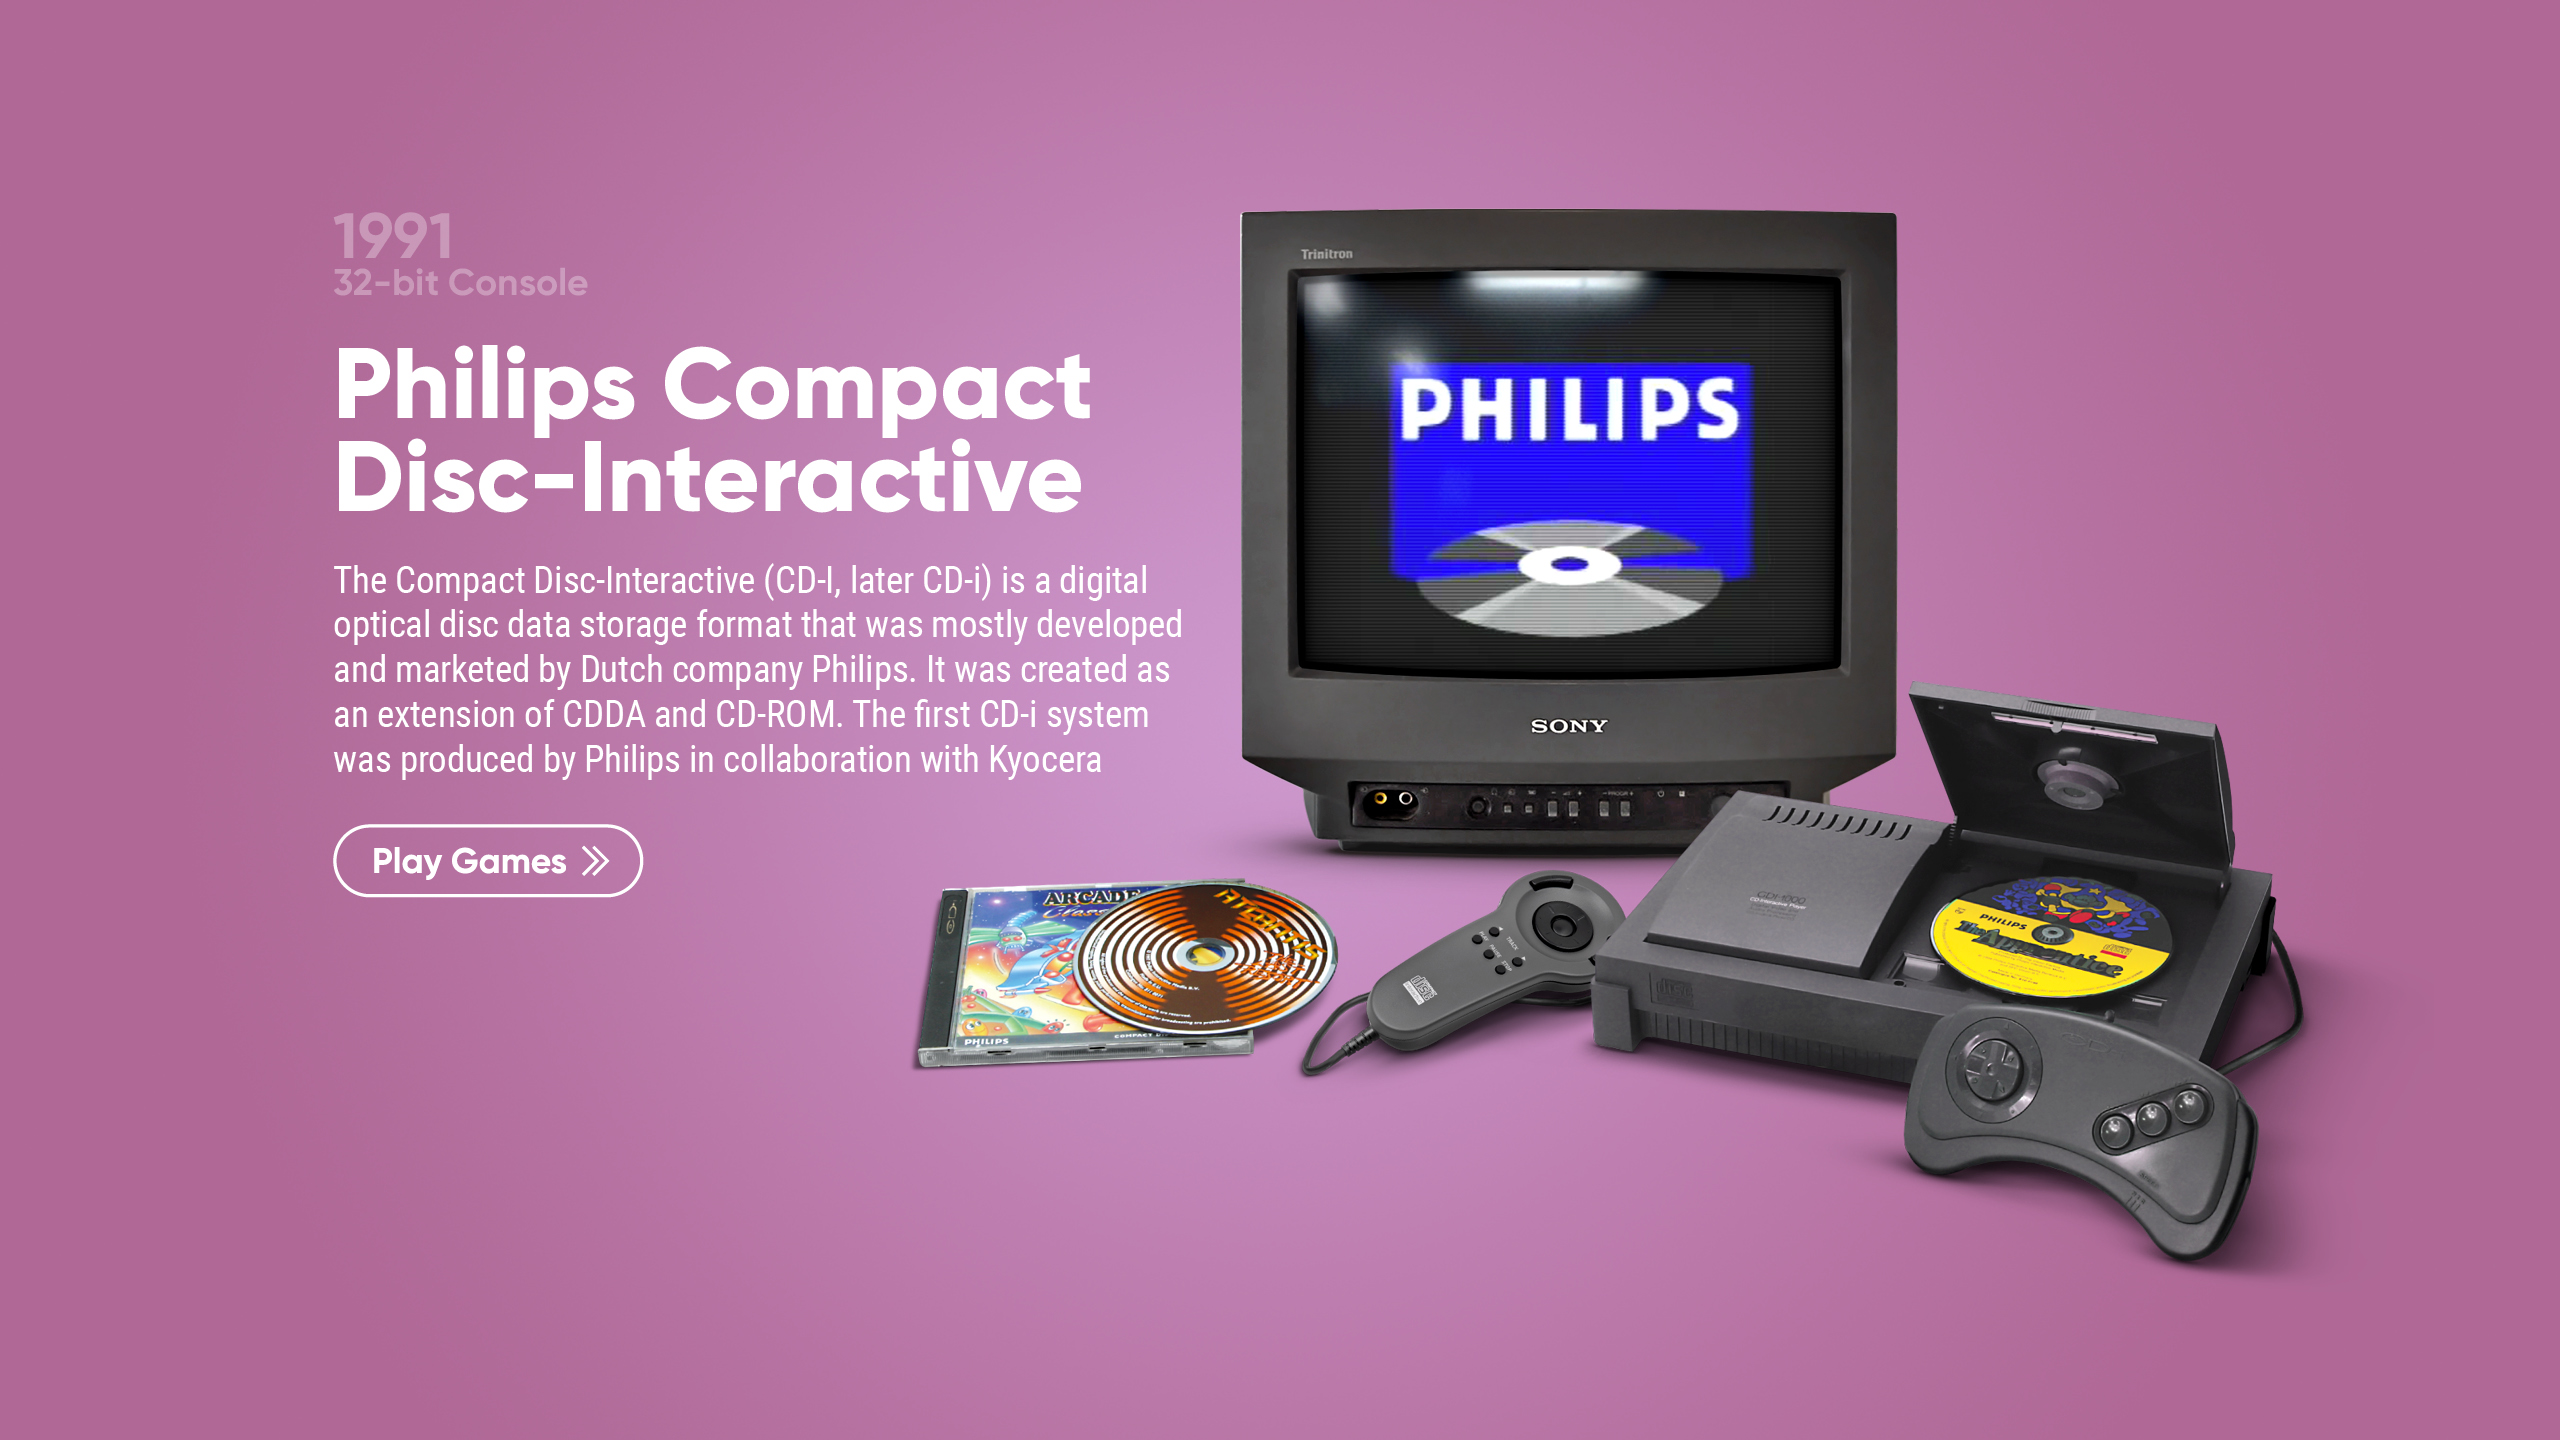 1991
32-bit Console
Philips Compact
Disc-Interactive
The Compact Disc-Interactive (CD-I, later CD-i) is a digital
optical disc data storage format that was mostly developed
and marketed by Dutch company Philips. It was created as
an extension of CDDA and CD-ROM. The first CD-i system
was produced by Philips in collaboration with Kyocera
Play Games
Trinitron
PHILIPS
SONY
ARCADE
PHILIPS
PHILIPS
The Apprentice